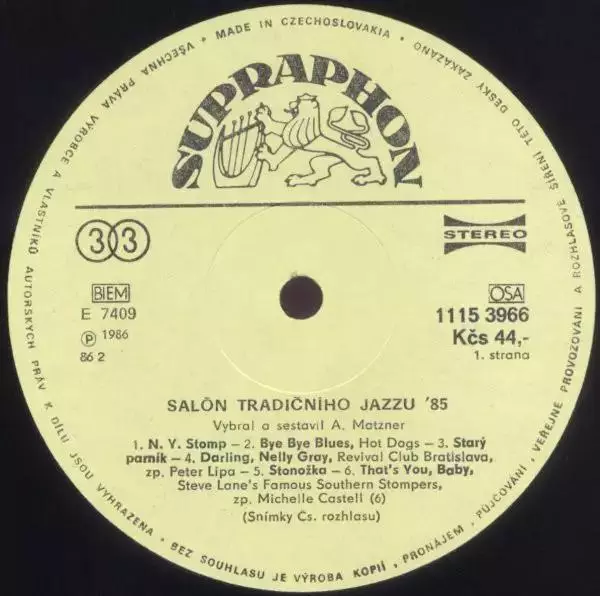 MADE IN CZECHOSLOVAKIA • VŠECHNA PRÁVA VÝROBCE A VLASTNÍKŮ AUTORSKÝCH PRÁV K DÍLU JSOU VYHRAZENA • BEZ SOUHLASU JE VÝROBA KOPIÍ, PRONÁJEM, PŮJČOVÁNÍ, VEŘEJNÉ PROVOZOVÁNÍ A ROZHLASOVÉ ŠÍŘENÍ TÉTO DESKY ZAKÁZÁNO •
SUPRAPHON
33
STEREO
BIEM
E 7409
Ⓟ 1986
86 2
OSA
1115 3966
Kčs 44,-
1. strana
SALÓN TRADIČNÍHO JAZZU '85
Vybral a sestavil A. Matzner
1. N. Y. Stomp – 2. Bye Bye Blues, Hot Dogs – 3. Starý
parník – 4. Darling, Nelly Gray, Revival Club Bratislava,
zp. Peter Lipa – 5. Stonožka – 6. That's You, Baby,
Steve Lane's Famous Southern Stompers,
zp. Michelle Castell (6)
(Snímky Čs. rozhlasu)